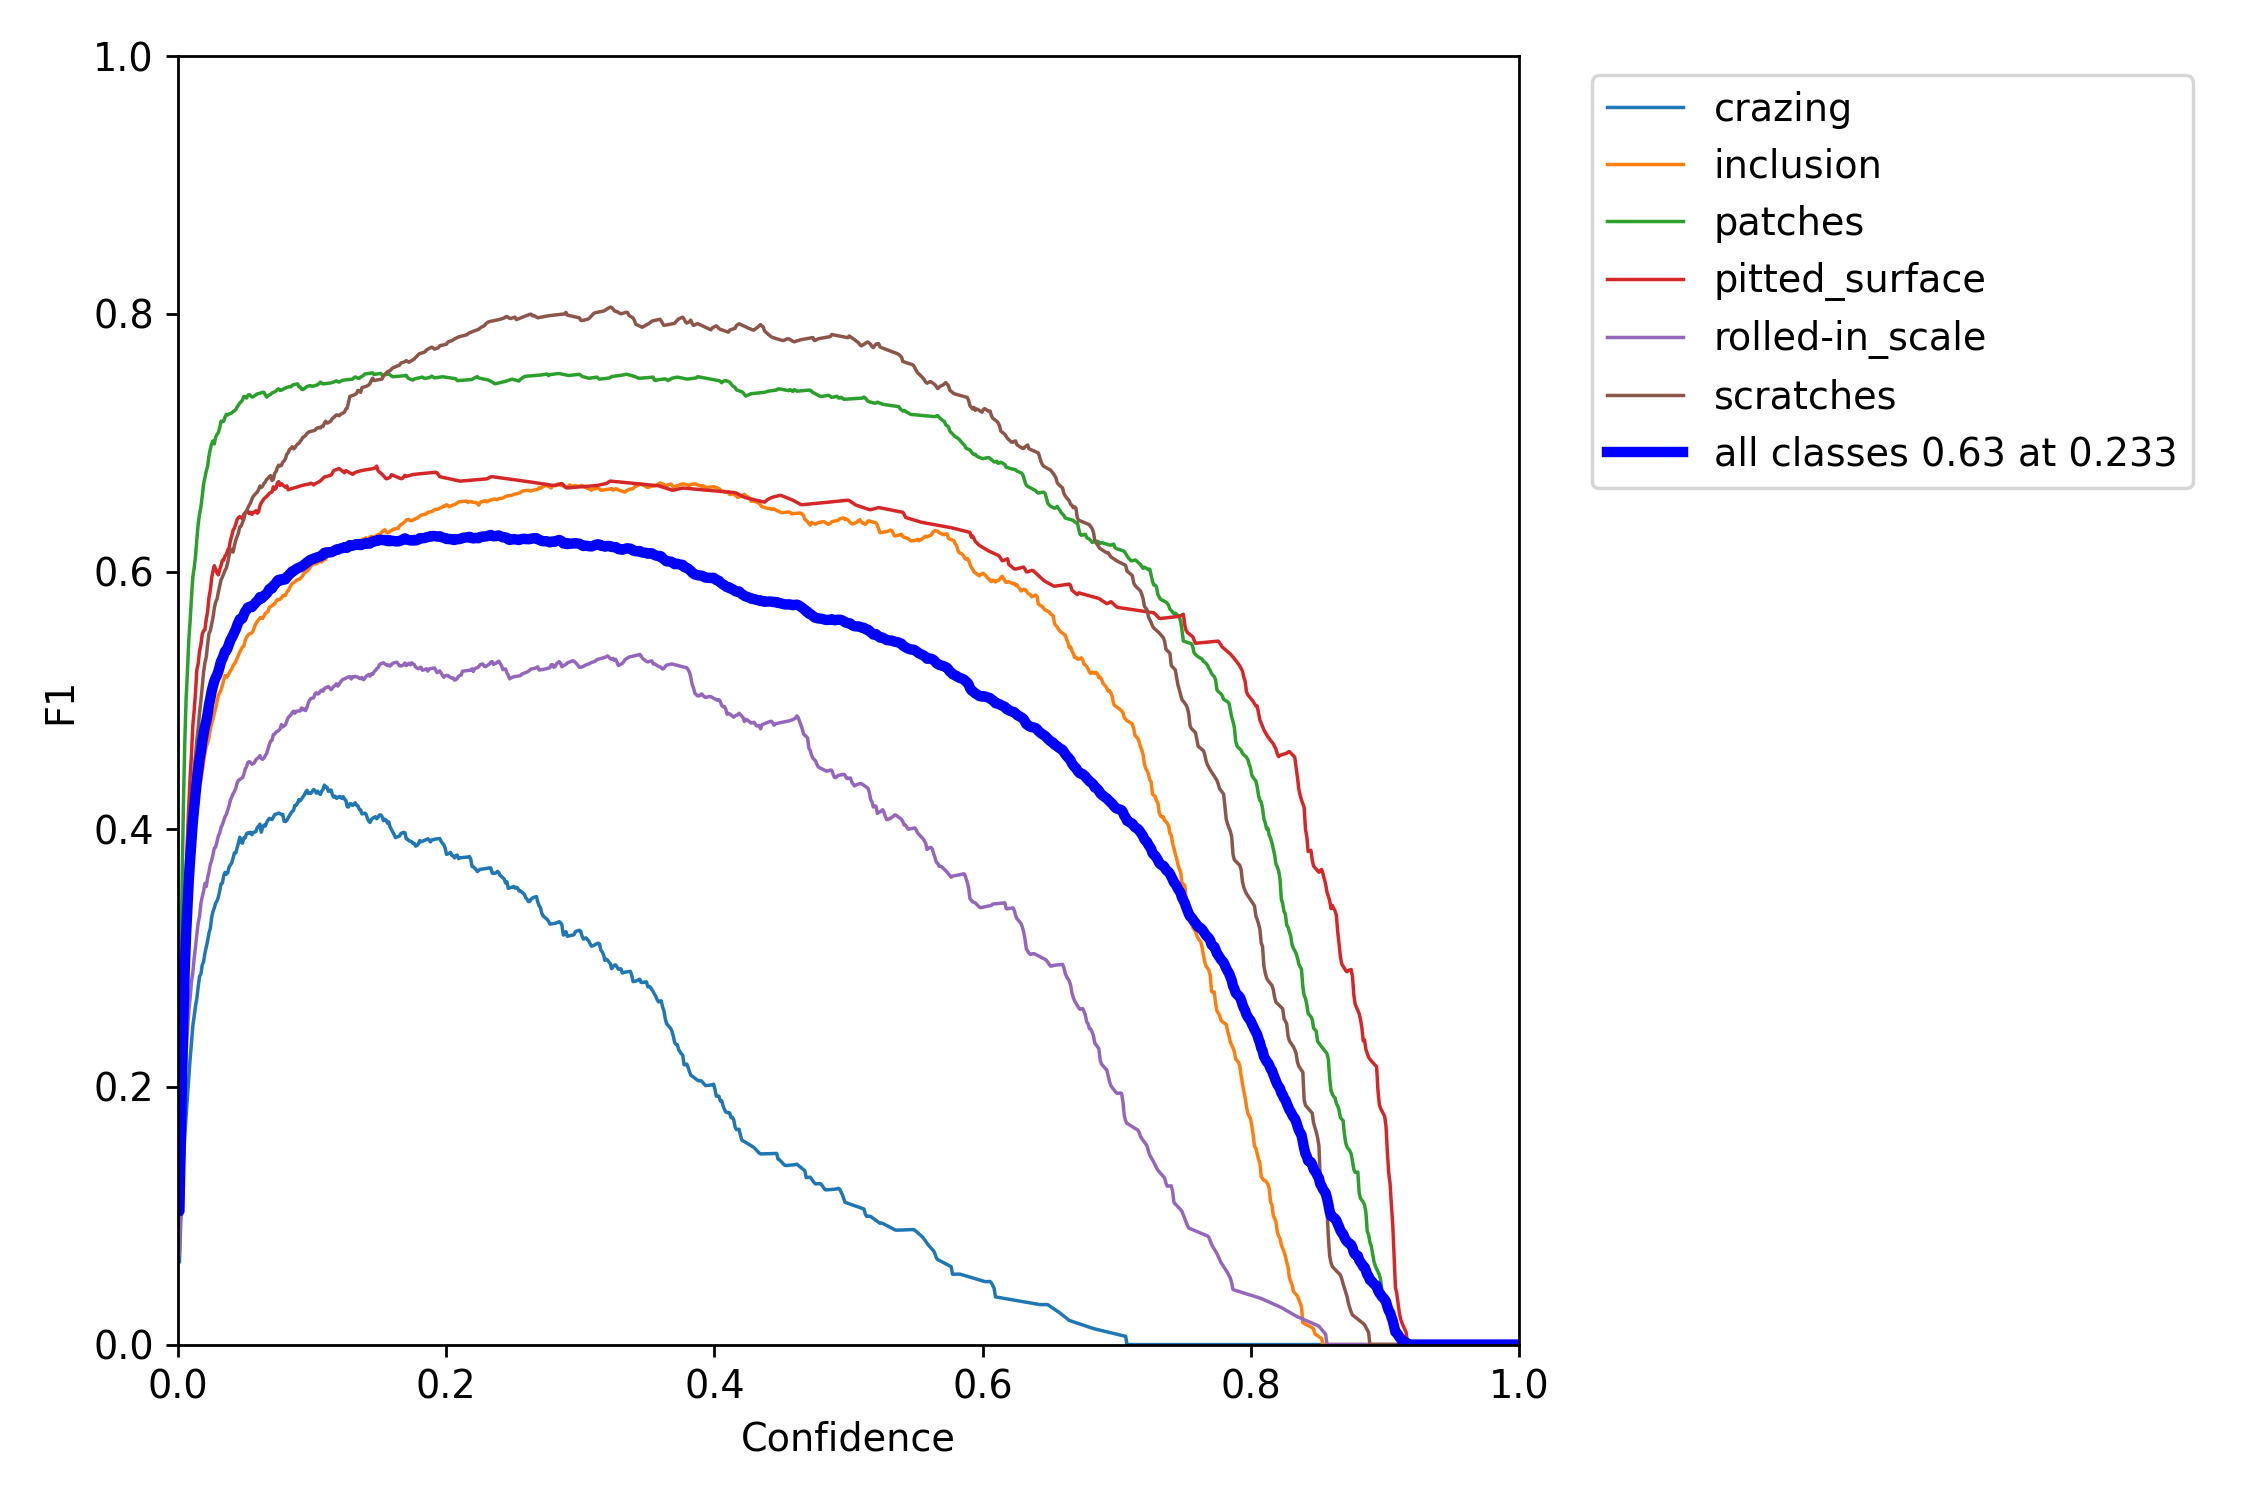 1.0
0.8
0.6
0.4
0.2
0.0
F1
0.0 0.2 0.4 0.6 0.8 1.0
Confidence
crazing
inclusion
patches
pitted_surface
rolled-in_scale
scratches
all classes 0.63 at 0.233